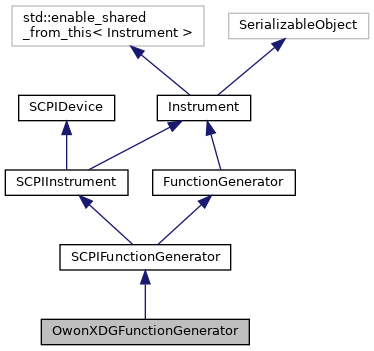 std::enable_shared
_from_this< Instrument >
SerializableObject
SCPIDevice
Instrument
SCPIInstrument
FunctionGenerator
SCPIFunctionGenerator
OwonXDGFunctionGenerator